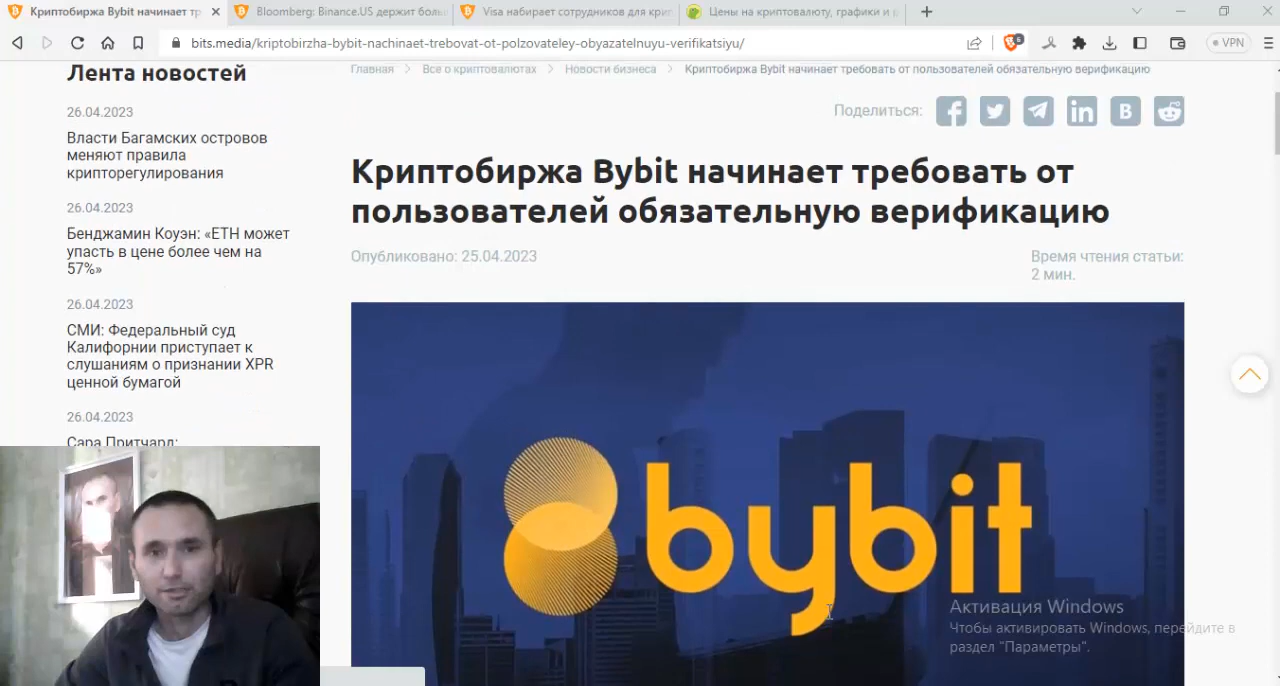 Криптобиржа Bybit начинает тр
Bloomberg: Binance.US держит боль
Visa набирает сотрудников для крип
Цены на криптовалюту, графики и р
bits.media/kriptobirzha-bybit-nachinaet-trebovat-ot-polzovateley-obyazatelnuyu-verifikatsiyu/
6
VPN
Лента новостей
26.04.2023
Власти Багамских островов
меняют правила
крипторегулирования
26.04.2023
Бенджамин Коуэн: «ETH может
упасть в цене более чем на
57%»
26.04.2023
СМИ: Федеральный суд
Калифорнии приступает к
слушаниям о признании XPR
ценной бумагой
26.04.2023
Сара Притчард:
Главная
Все о криптовалютах
Новости бизнеса
Криптобиржа Bybit начинает требовать от пользователей обязательную верификацию
Поделиться:
Криптобиржа Bybit начинает требовать от
пользователей обязательную верификацию
Опубликовано: 25.04.2023
Время чтения статьи:
2 мин.
bybit
Активация Windows
Чтобы активировать Windows, перейдите в
раздел "Параметры".